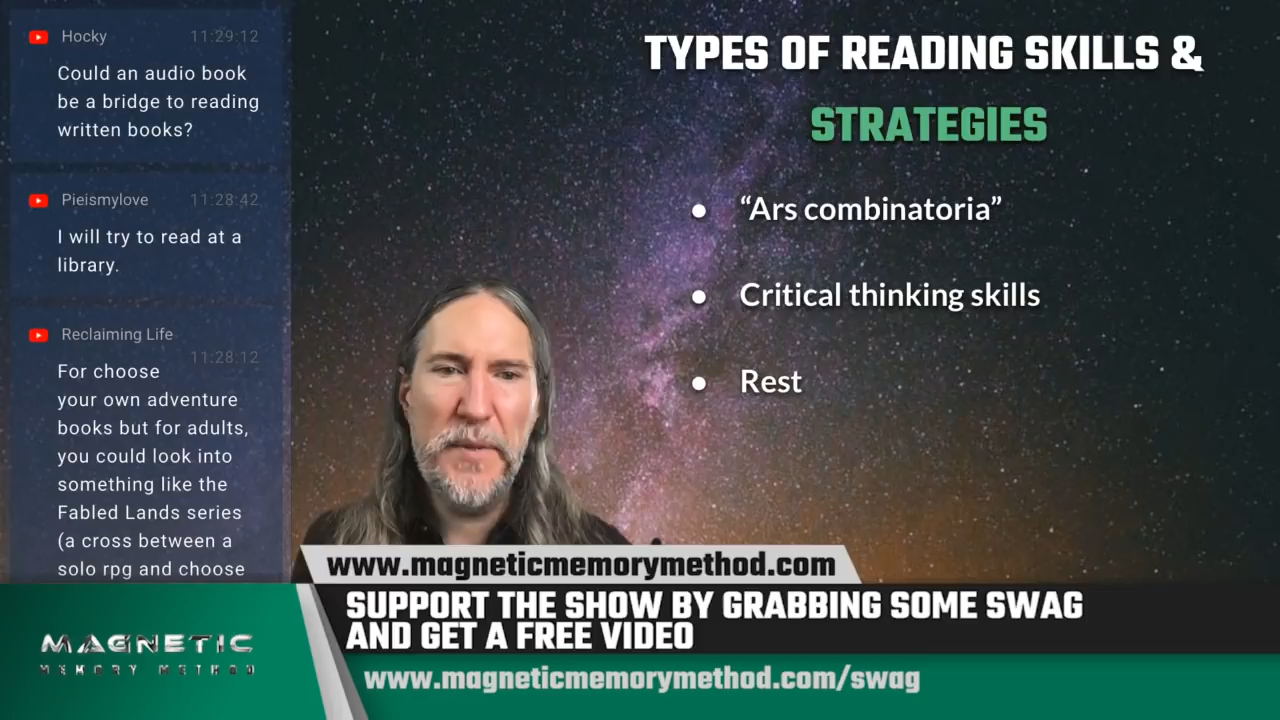 Hocky 11:29:12
Could an audio book
be a bridge to reading
written books?
Pieismylove 11:28:42
I will try to read at a
library.
Reclaiming Life
11:28:12
For choose
your own adventure
books but for adults,
you could look into
something like the
Fabled Lands series
(a cross between a
solo rpg and choose
TYPES OF READING SKILLS &
STRATEGIES
● “Ars combinatoria”
● Critical thinking skills
● Rest
www.magneticmemorymethod.com
SUPPORT THE SHOW BY GRABBING SOME SWAG
AND GET A FREE VIDEO
www.magneticmemorymethod.com/swag
MAGNETIC
MEMORY METHOD